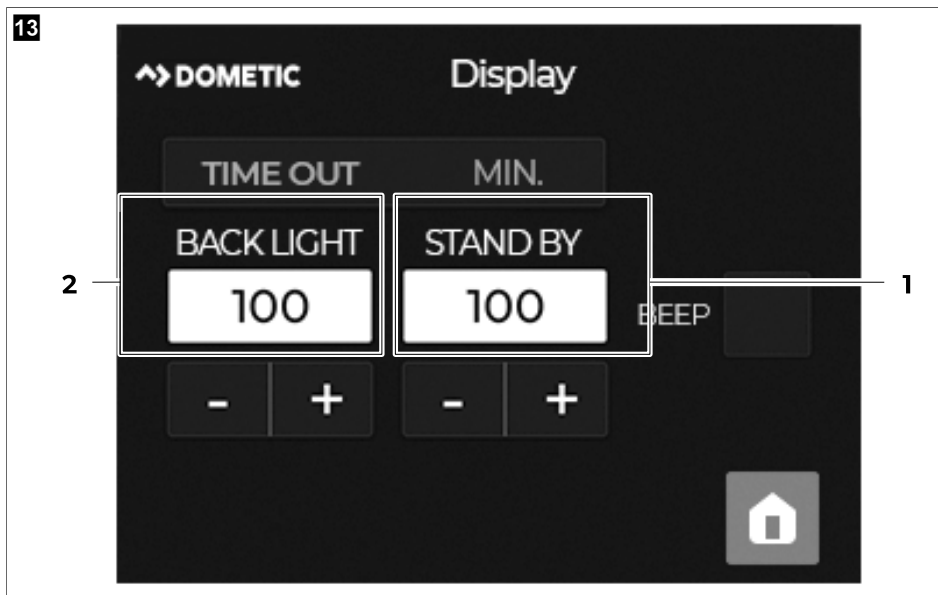 13
DOMETIC Display
TIME OUT MIN.
BACK LIGHT STAND BY
2 100 100 1
BEEP
- + - +